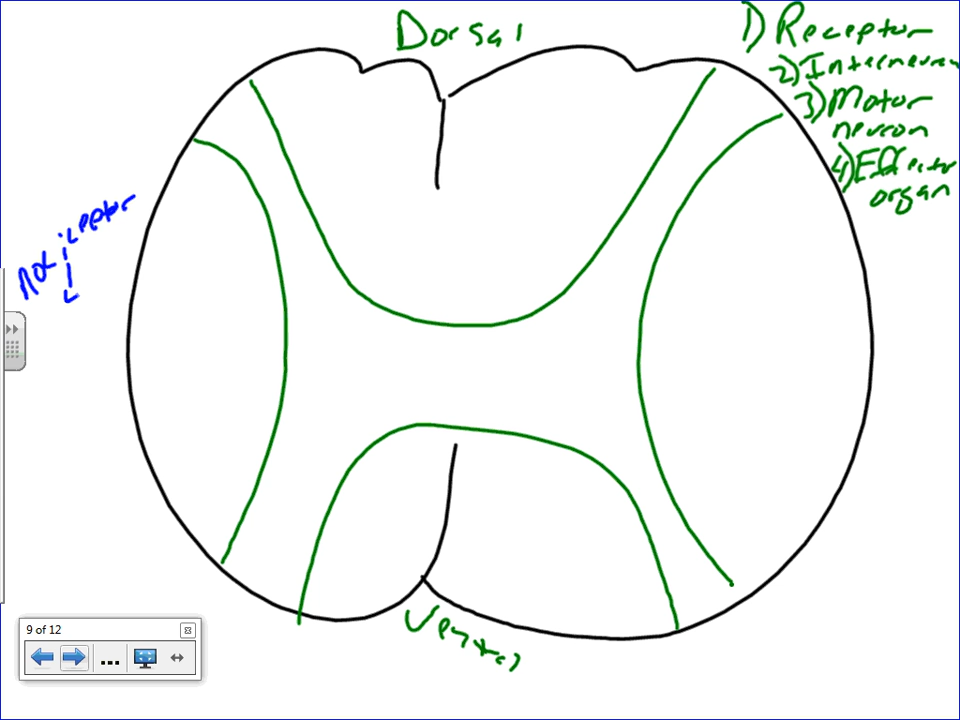 Dorsal
1) Receptor
2) Interneuron
3) Motor
neuron
4) Effector
organ
Ventral
9 of 12
...